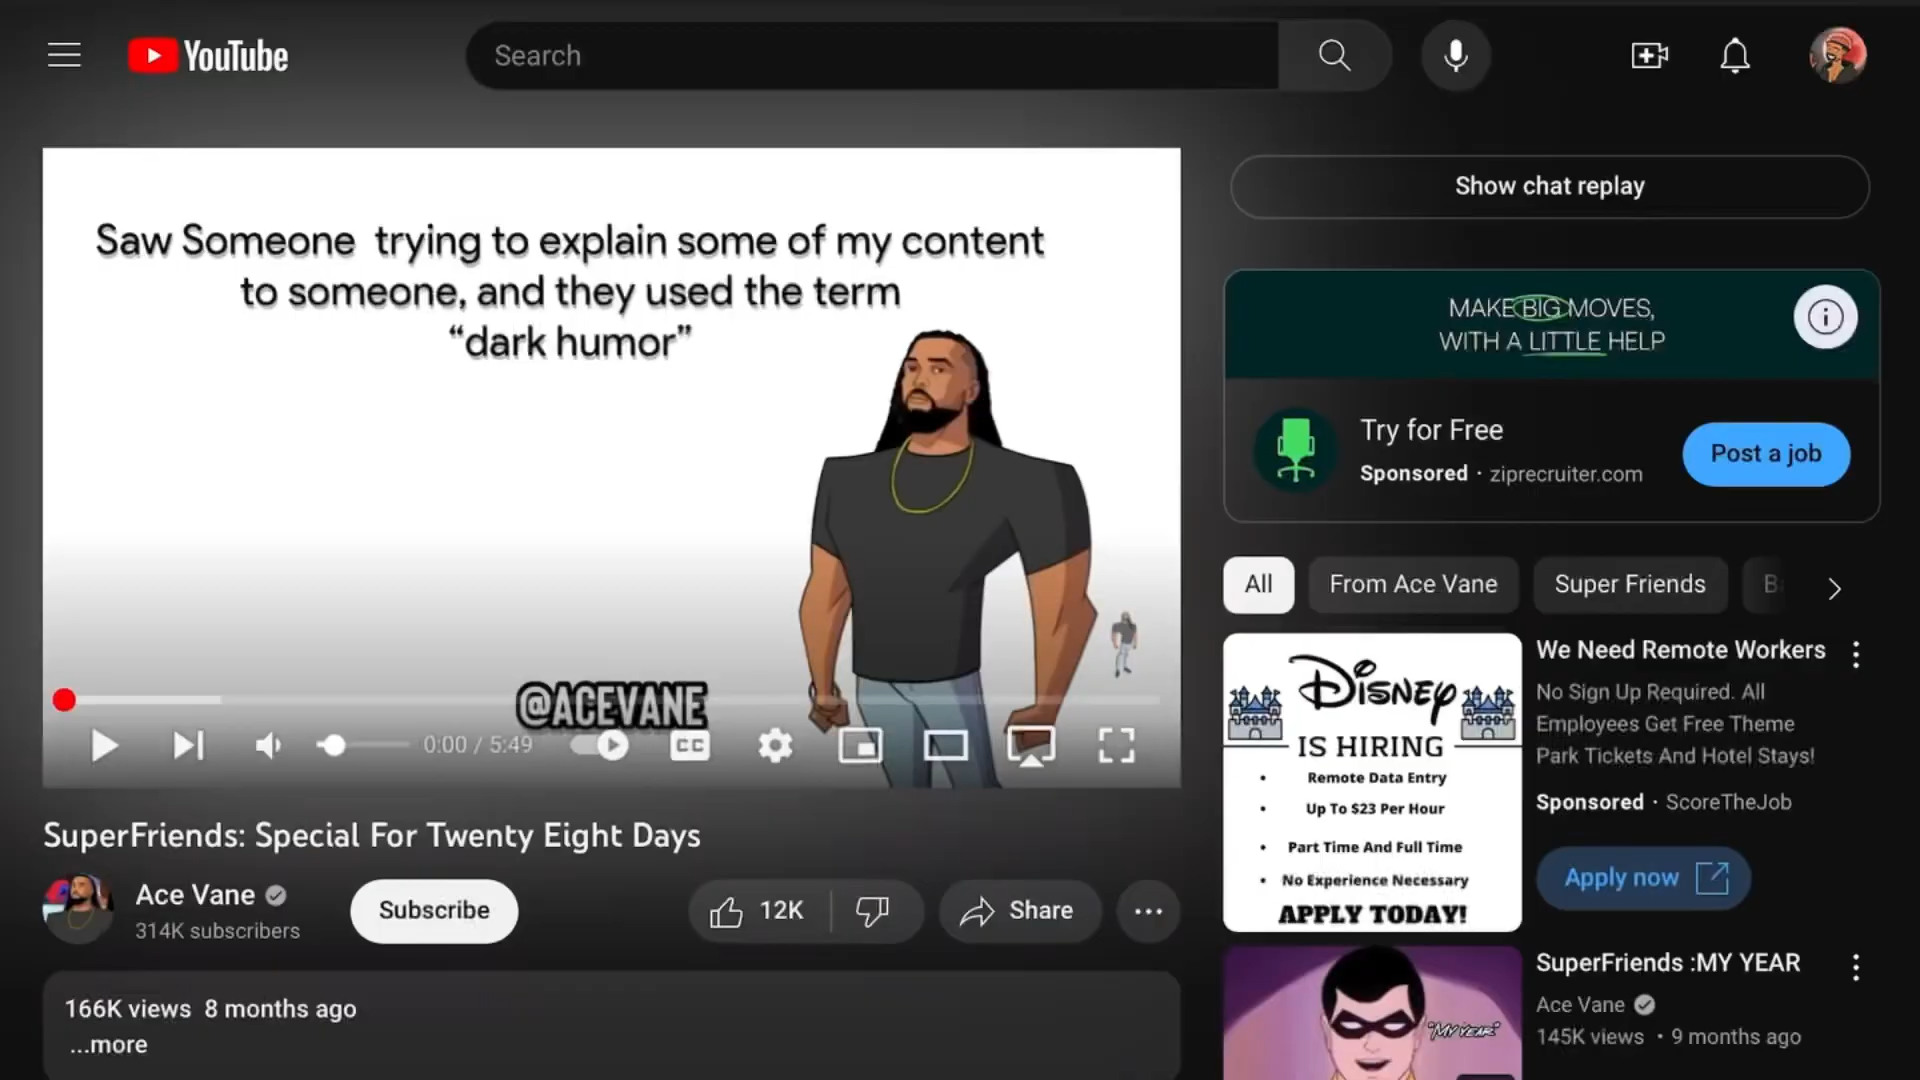 YouTube
Search
Saw Someone trying to explain some of my content
to someone, and they used the term
“dark humor”
@ACEVANE
0:00 / 5:49
CC
SuperFriends: Special For Twenty Eight Days
Ace Vane
314K subscribers
Subscribe
12K
Share
166K views 8 months ago
...more
Show chat replay
MAKE BIG MOVES,
WITH A LITTLE HELP
Try for Free
Sponsored · ziprecruiter.com
Post a job
All
From Ace Vane
Super Friends
DISNEY
IS HIRING
• Remote Data Entry
• Up To $23 Per Hour
• Part Time And Full Time
• No Experience Necessary
APPLY TODAY!
We Need Remote Workers
No Sign Up Required. All
Employees Get Free Theme
Park Tickets And Hotel Stays!
Sponsored · ScoreTheJob
Apply now
"MY YEAR"
SuperFriends :MY YEAR
Ace Vane
145K views • 9 months ago